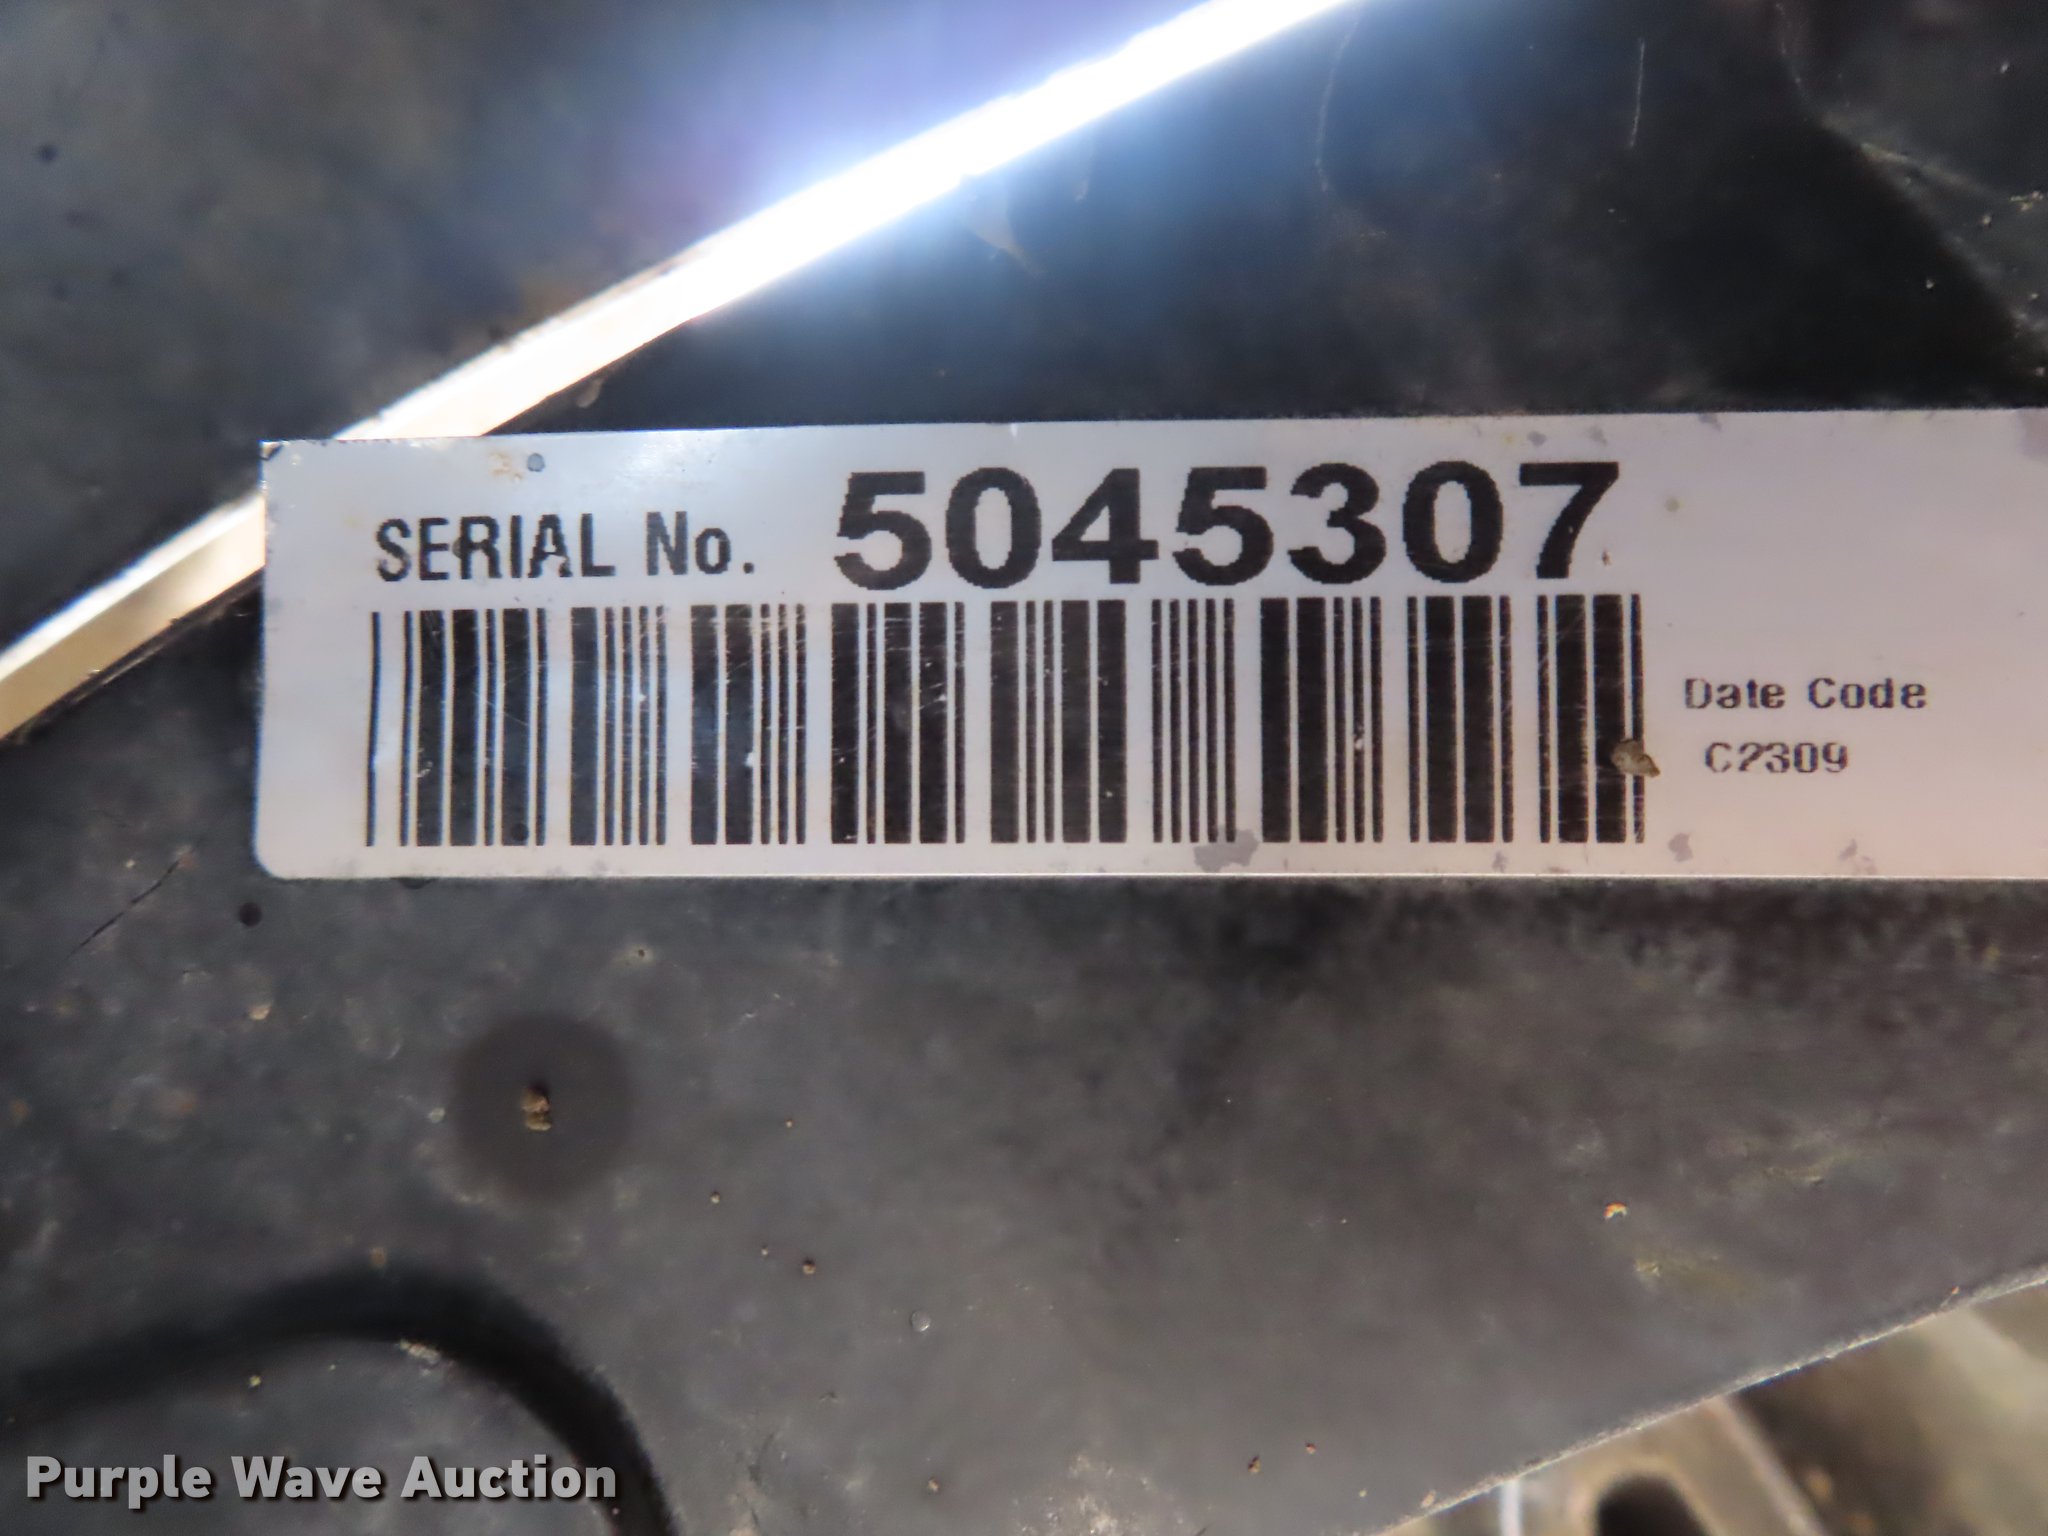 SERIAL No. 5045307
Date Code
C2309
Purple Wave Auction